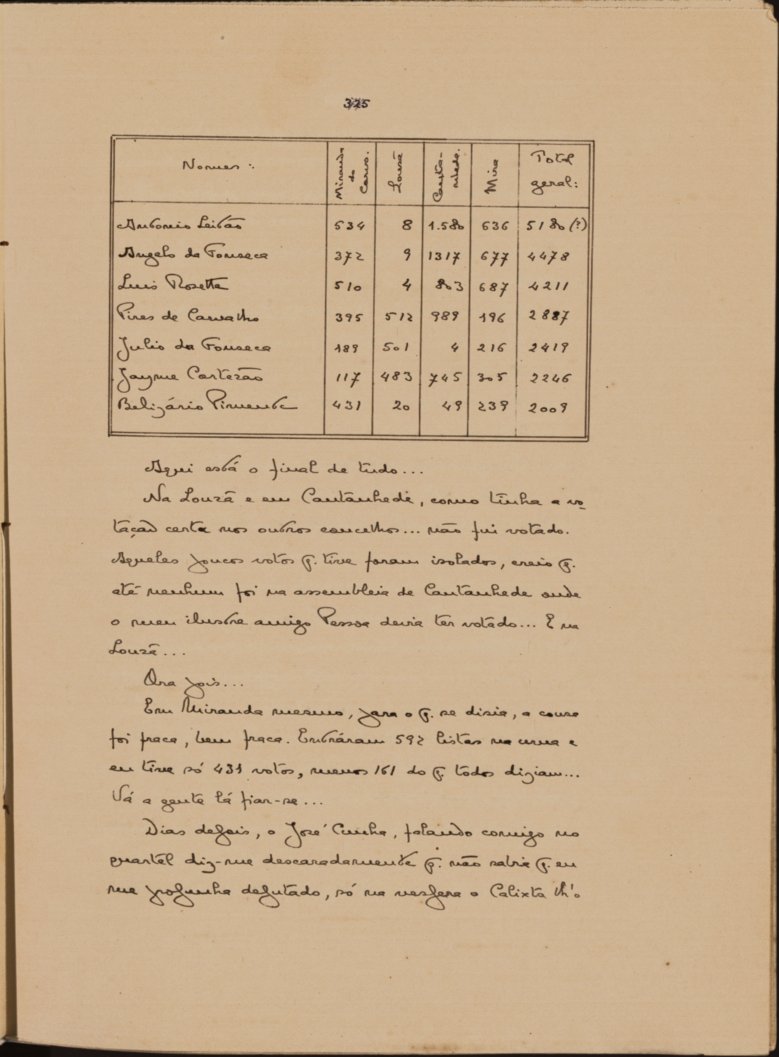 325
Nomes: Miranda do Corvo. Louzã Cantanhede. Mira Total geral:
Antonio Leitão 534 8 1.580 636 5180 (?)
Angelo da Fonseca 372 9 1317 677 4478
Luis Rosette 510 4 803 687 4211
Pires de Carvalho 395 512 989 196 2887
Julio da Fonseca 189 501 4 216 2419
Jayme Cortezão 117 483 745 305 2246
Belizário Pimenta 431 20 49 239 2009
Aqui está o final de tudo...
Na Louzã e em Cantanhede, como tinha a vo-
tação certa nos outros concelhos... não fui votado.
Aqueles poucos votos q. tive foram isolados, creio q.
até nenhum foi na assembleia de Cantanhede onde
o meu ilustre amigo Pessoa devia ter votado... E na
Louzã...
Ora pois...
Em Miranda mesmo, para o q. se dizia, a cousa
foi fraca, bem fraca. Entráram 592 listas na urna e
eu tive só 431 votos, menos 161 do q. todos diziam...
Vá a gente lá fiar-se...
Dias depois, o José Cunha, falando comigo no
quartel diz-me descaradamente q. não sabia q. eu
me propunha deputado, só na vespera o Calixto lh'o